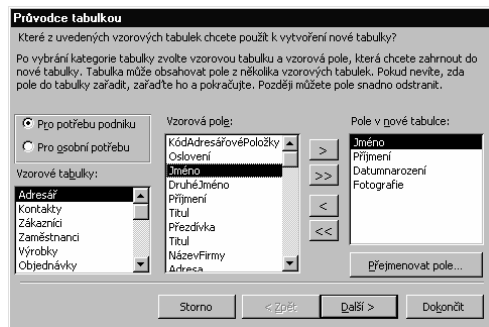 Průvodce tabulkou
Které z uvedených vzorových tabulek chcete použít k vytvoření nové tabulky?
Po vybrání kategorie tabulky zvolte vzorovou tabulku a vzorová pole, která chcete zahrnout do
nové tabulky. Tabulka může obsahovat pole z několika vzorových tabulek. Pokud nevíte, zda
pole do tabulky zařadit, zařaďte ho a pokračujte. Později můžete pole snadno odstranit.
Pro potřebu podniku
Pro osobní potřebu
Vzorové tabulky:
Adresář
Kontakty
Zákazníci
Zaměstnanci
Výrobky
Objednávky
Vzorová pole:
KódAdresářovéPoložky
Oslovení
Jméno
DruhéJméno
Příjmení
Titul
Přezdívka
Titul
NázevFirmy
Adresa
>
>>
<
<<
Pole v nové tabulce:
Jméno
Příjmení
Datumnarození
Fotografie
Přejmenovat pole...
Storno
< Zpět
Další >
Dokončit